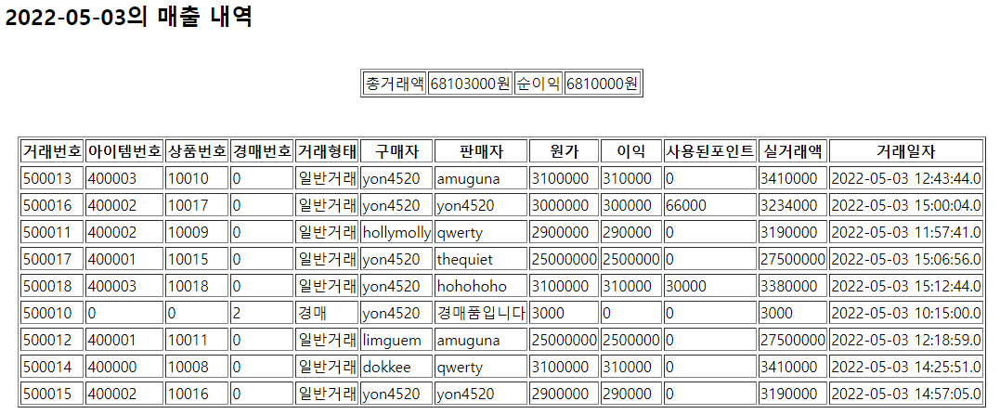 2022-05-03의 매출 내역
총거래액 68103000원 순이익 6810000원
거래번호 아이템번호 상품번호 경매번호 거래형태 구매자 판매자 원가 이익 사용된포인트 실거래액 거래일자
500013 400003 10010 0 일반거래 yon4520 amuguna 3100000 310000 0 3410000 2022-05-03 12:43:44.0
500016 400002 10017 0 일반거래 yon4520 yon4520 3000000 300000 66000 3234000 2022-05-03 15:00:04.0
500011 400002 10009 0 일반거래 hollymolly qwerty 2900000 290000 0 3190000 2022-05-03 11:57:41.0
500017 400001 10015 0 일반거래 yon4520 thequiet 25000000 2500000 0 27500000 2022-05-03 15:06:56.0
500018 400003 10018 0 일반거래 yon4520 hohohoho 3100000 310000 30000 3380000 2022-05-03 15:12:44.0
500010 0 0 2 경매 yon4520 경매품입니다 3000 0 0 3000 2022-05-03 10:15:00.0
500012 400001 10011 0 일반거래 limguem amuguna 25000000 2500000 0 27500000 2022-05-03 12:18:59.0
500014 400000 10008 0 일반거래 dokkee qwerty 3100000 310000 0 3410000 2022-05-03 14:25:51.0
500015 400002 10016 0 일반거래 yon4520 yon4520 2900000 290000 0 3190000 2022-05-03 14:57:05.0